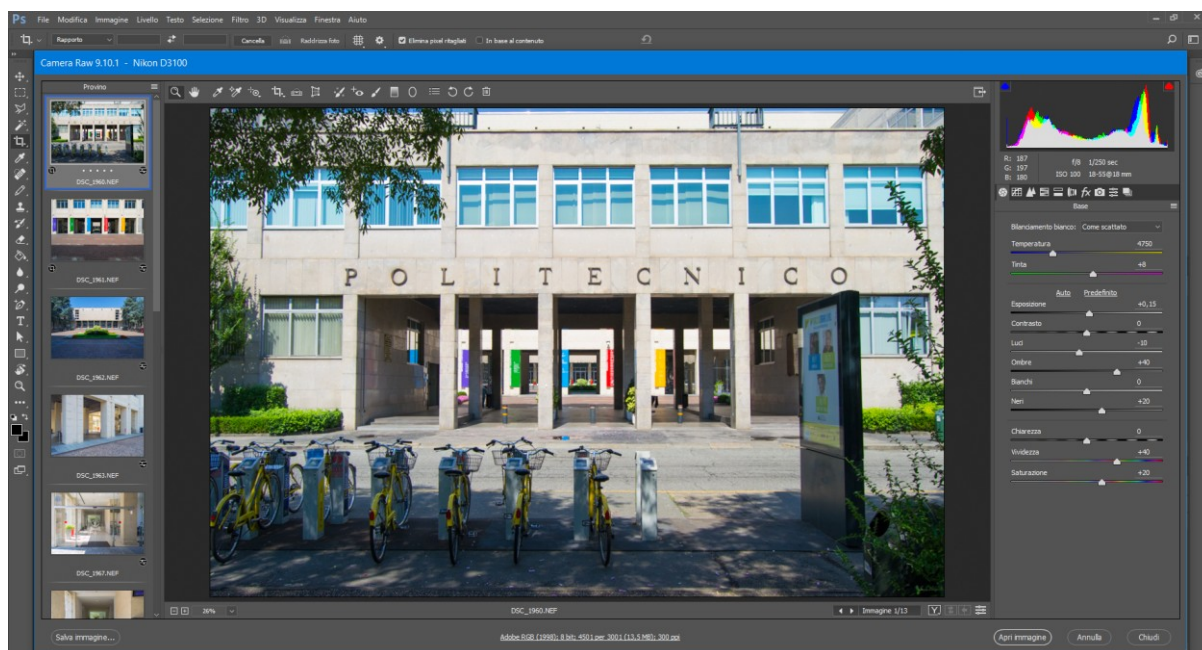 Ps File Modifica Immagine Livello Testo Selezione Filtro 3D Visualizza Finestra Aiuto
Rapporto Cancella Raddrizza foto Elimina pixel ritagliati In base al contenuto
Camera Raw 9.10.1 - Nikon D3100
Provino
DSC_1960.NEF
DSC_1961.NEF
DSC_1962.NEF
DSC_1963.NEF
DSC_1967.NEF
POLITECNICO
26%
DSC_1960.NEF
Immagine 1/13
R: 187
G: 197
B: 180
f/8 1/250 sec
ISO 100 18-55@18 mm
fx
Base
Bilanciamento bianco: Come scattato
Temperatura 4750
Tinta +8
Auto Predefinito
Esposizione +0,15
Contrasto 0
Luci -10
Ombre +40
Bianchi 0
Neri +20
Chiarezza 0
Vividezza +40
Saturazione +20
Salva immagine...
Adobe RGB (1998); 8 bit; 4501 per 3001 (13,5 MB); 300 ppi
Apri immagine Annulla Chiudi